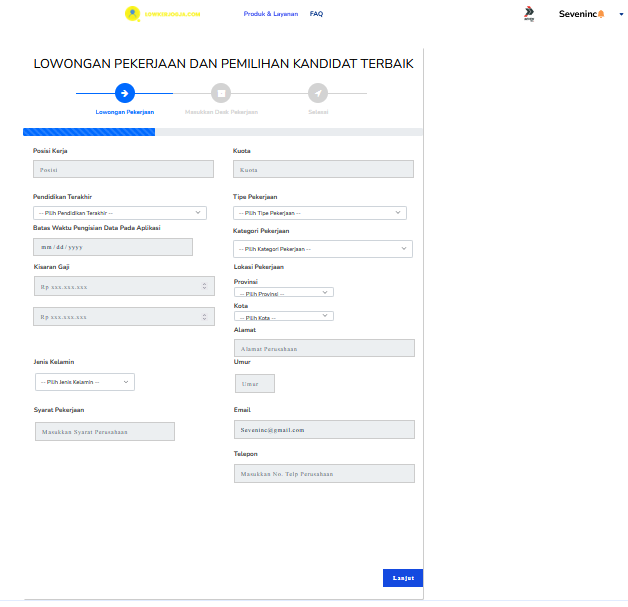 Produk & Layanan
FAQ
Seveninc
LOWONGAN PEKERJAAN DAN PEMILIHAN KANDIDAT TERBAIK
Lowongan Pekerjaan
Masukkan Desk Pekerjaan
Selesai
Posisi Kerja
Posisi
Kuota
Kuota
Pendidikan Terakhir
-- Pilih Pendidikan Terakhir --
Tipe Pekerjaan
-- Pilih Tipe Pekerjaan --
Batas Waktu Pengisian Data Pada Aplikasi
mm/dd/yyyy
Kategori Pekerjaan
-- Pilih Kategori Pekerjaan --
Kisaran Gaji
Rp xxx.xxx.xxx
Rp xxx.xxx.xxx
Lokasi Pekerjaan
Provinsi
-- Pilih Provinsi --
Kota
-- Pilih Kota --
Alamat
Alamat Perusahaan
Jenis Kelamin
-- Pilih Jenis Kelamin --
Umur
Umur
Syarat Pekerjaan
Masukkan Syarat Perusahaan
Email
Seveninc@gmail.com
Telepon
Masukkan No. Telp Perusahaan
Lanjut